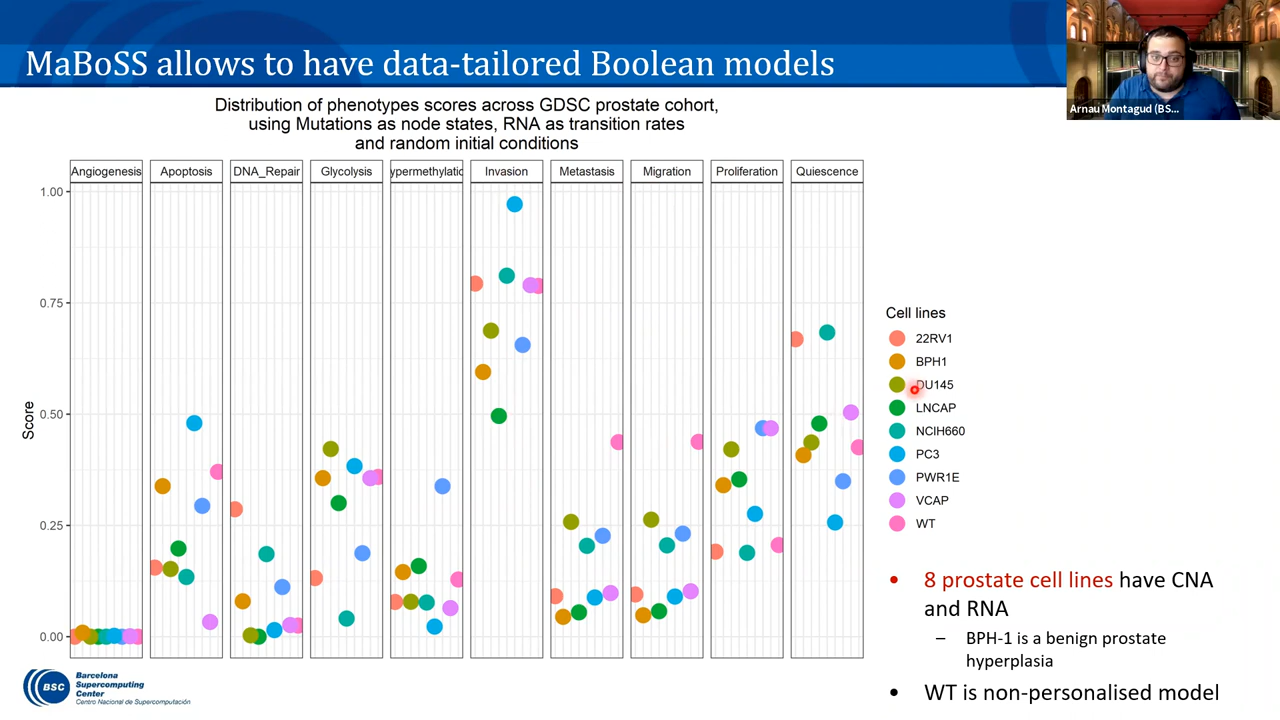 MaBoSS allows to have data-tailored Boolean models
Arnau Montagud (BS...
Distribution of phenotypes scores across GDSC prostate cohort,
using Mutations as node states, RNA as transition rates
and random initial conditions
Angiogenesis
Apoptosis
DNA_Repair
Glycolysis
ypermethylatic
Invasion
Metastasis
Migration
Proliferation
Quiescence
1.00
0.75
0.50
0.25
0.00
Score
Cell lines
22RV1
BPH1
DU145
LNCAP
NCIH660
PC3
PWR1E
VCAP
WT
• 8 prostate cell lines have CNA
and RNA
– BPH-1 is a benign prostate
hyperplasia
• WT is non-personalised model
BSC
Barcelona
Supercomputing
Center
Centro Nacional de Supercomputación